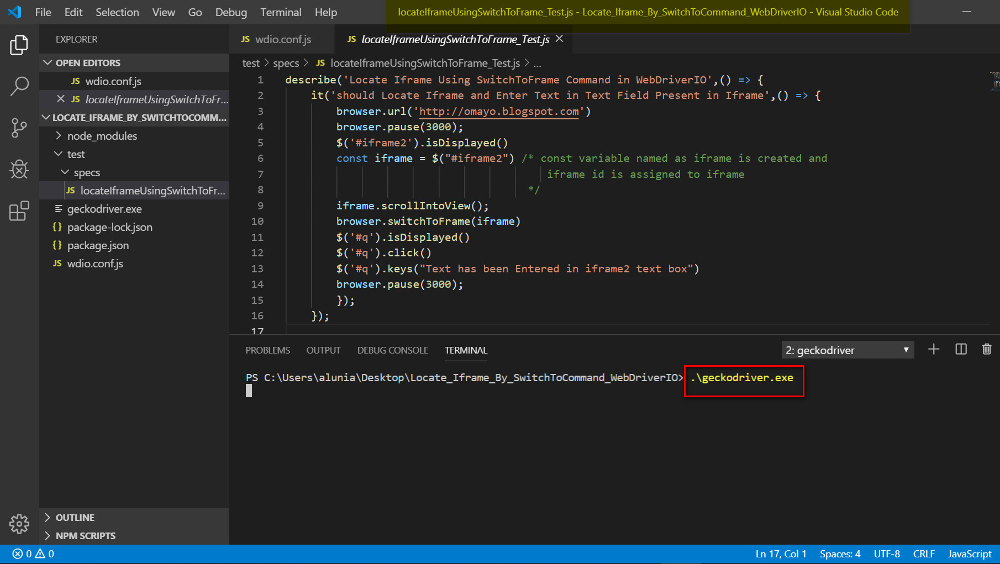 File Edit Selection View Go Debug Terminal Help locateIframeUsingSwitchToFrame_Test.js - Locate_Iframe_By_SwitchToCommand_WebDriverIO - Visual Studio Code
EXPLORER
OPEN EDITORS
JS wdio.conf.js
JS locateIframeUsingSwitchToFr...
LOCATE_IFRAME_BY_SWITCHTOCOMM...
node_modules
test
specs
JS locateIframeUsingSwitchToFr...
geckodriver.exe
{} package-lock.json
{} package.json
JS wdio.conf.js
OUTLINE
NPM SCRIPTS
JS wdio.conf.js JS locateIframeUsingSwitchToFrame_Test.js
test > specs > JS locateIframeUsingSwitchToFrame_Test.js > ...
1 describe('Locate Iframe Using SwitchToFrame Command in WebDriverIO',() => {
2 it('should Locate Iframe and Enter Text in Text Field Present in Iframe',() => {
3 browser.url('http://omayo.blogspot.com')
4 browser.pause(3000);
5 $('#iframe2').isDisplayed()
6 const iframe = $("#iframe2") /* const variable named as iframe is created and
7 iframe id is assigned to iframe
8 */
9 iframe.scrollIntoView();
10 browser.switchToFrame(iframe)
11 $('#q').isDisplayed()
12 $('#q').click()
13 $('#q').keys("Text has been Entered in iframe2 text box")
14 browser.pause(3000);
15 });
16 });
17
PROBLEMS OUTPUT DEBUG CONSOLE TERMINAL 2: geckodriver
PS C:\Users\alunia\Desktop\Locate_Iframe_By_SwitchToCommand_WebDriverIO> .\geckodriver.exe
0 0 Ln 17, Col 1 Spaces: 4 UTF-8 CRLF JavaScript